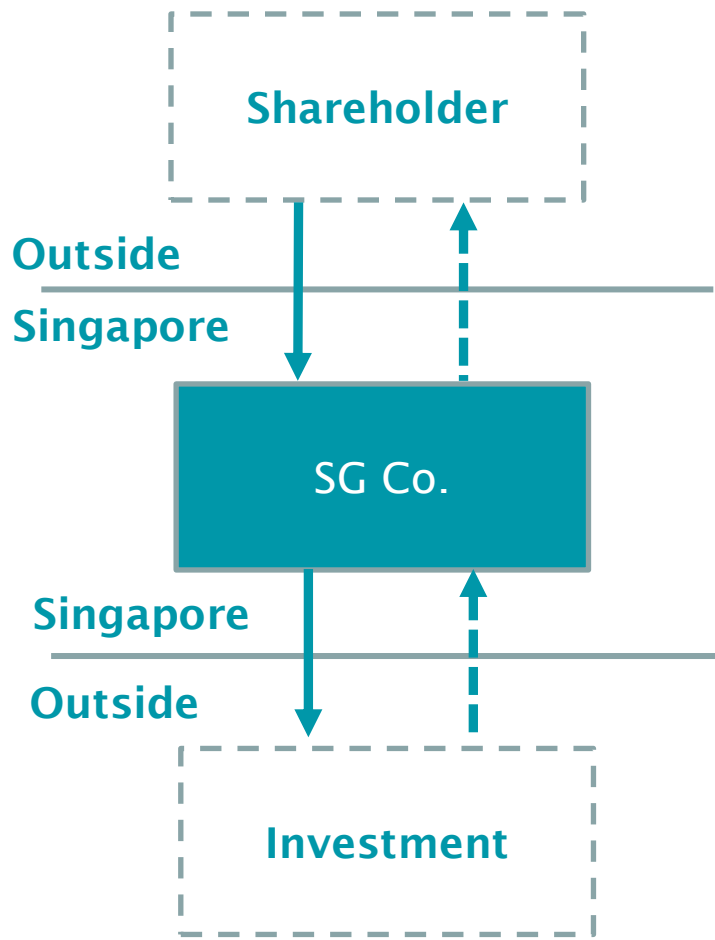 Shareholder
Outside
Singapore
SG Co.
Singapore
Outside
Investment